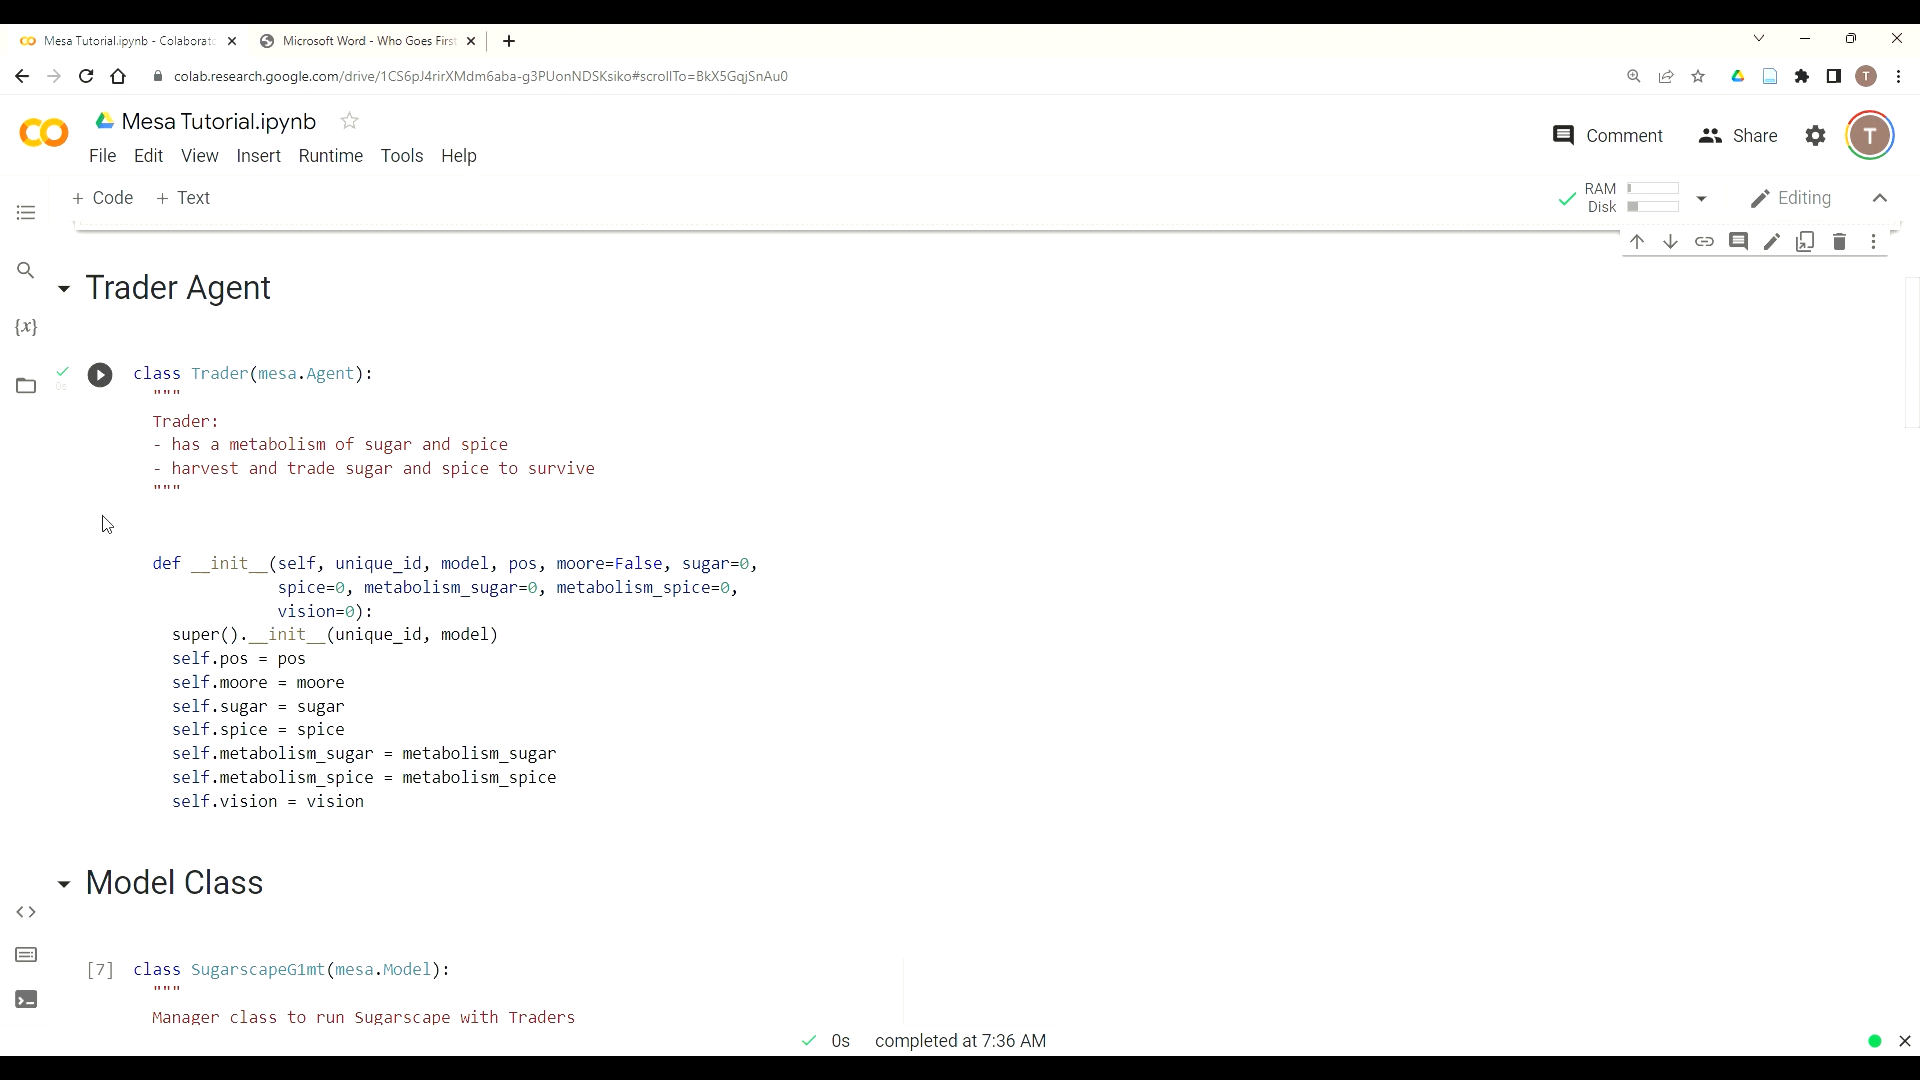 Mesa Tutorial.ipynb - Colaborat
Microsoft Word - Who Goes First
colab.research.google.com/drive/1CS6pJ4rirXMdm6aba-g3PUonNDSKsiko#scrollTo=BkX5GqjSnAu0
T
Mesa Tutorial.ipynb
File Edit View Insert Runtime Tools Help
Comment Share T
+ Code + Text
RAM
Disk
Editing
Trader Agent
{x}
0s
class Trader(mesa.Agent):
"""
Trader:
- has a metabolism of sugar and spice
- harvest and trade sugar and spice to survive
"""
def __init__(self, unique_id, model, pos, moore=False, sugar=0,
spice=0, metabolism_sugar=0, metabolism_spice=0,
vision=0):
super().__init__(unique_id, model)
self.pos = pos
self.moore = moore
self.sugar = sugar
self.spice = spice
self.metabolism_sugar = metabolism_sugar
self.metabolism_spice = metabolism_spice
self.vision = vision
Model Class
[7] class SugarscapeG1mt(mesa.Model):
"""
Manager class to run Sugarscape with Traders
0s completed at 7:36 AM